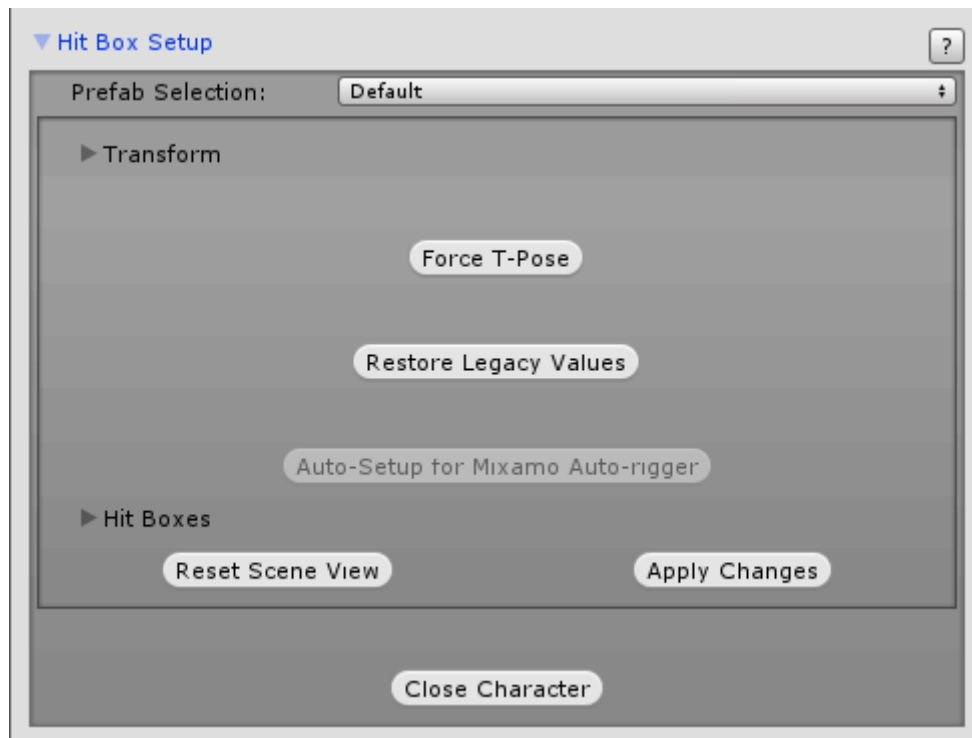 Hit Box Setup
?
Prefab Selection: Default
Transform
Force T-Pose
Restore Legacy Values
Auto-Setup for Mixamo Auto-rigger
Hit Boxes
Reset Scene View Apply Changes
Close Character